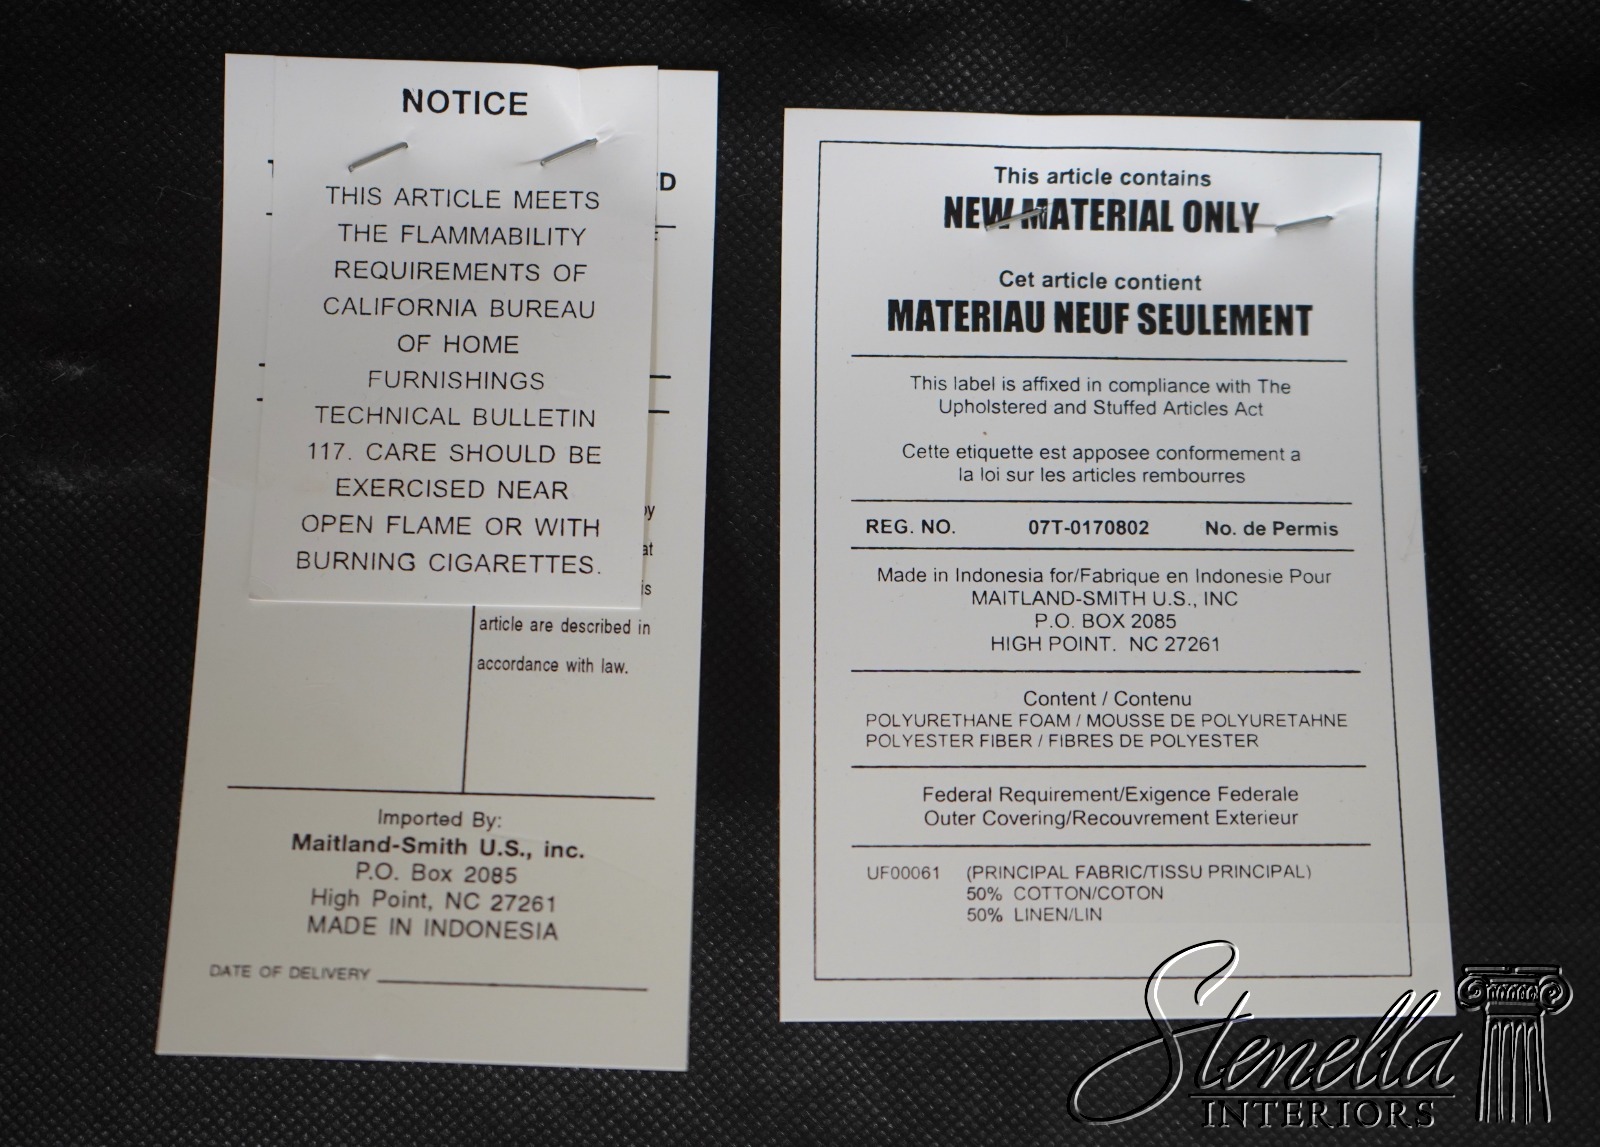 NOTICE
THIS ARTICLE MEETS
THE FLAMMABILITY
REQUIREMENTS OF
CALIFORNIA BUREAU
OF HOME
FURNISHINGS
TECHNICAL BULLETIN
117. CARE SHOULD BE
EXERCISED NEAR
OPEN FLAME OR WITH
BURNING CIGARETTES.
article are described in
accordance with law.
Imported By:
Maitland-Smith U.S., inc.
P.O. Box 2085
High Point, NC 27261
MADE IN INDONESIA
DATE OF DELIVERY
This article contains
NEW MATERIAL ONLY
Cet article contient
MATERIAU NEUF SEULEMENT
This label is affixed in compliance with The
Upholstered and Stuffed Articles Act
Cette etiquette est apposee conformement a
la loi sur les articles rembourres
REG. NO. 07T-0170802 No. de Permis
Made in Indonesia for/Fabrique en Indonesie Pour
MAITLAND-SMITH U.S., INC
P.O. BOX 2085
HIGH POINT. NC 27261
Content / Contenu
POLYURETHANE FOAM / MOUSSE DE POLYURETAHNE
POLYESTER FIBER / FIBRES DE POLYESTER
Federal Requirement/Exigence Federale
Outer Covering/Recouvrement Exterieur
UF00061 (PRINCIPAL FABRIC/TISSU PRINCIPAL)
50% COTTON/COTON
50% LINEN/LIN
Stenella
INTERIORS